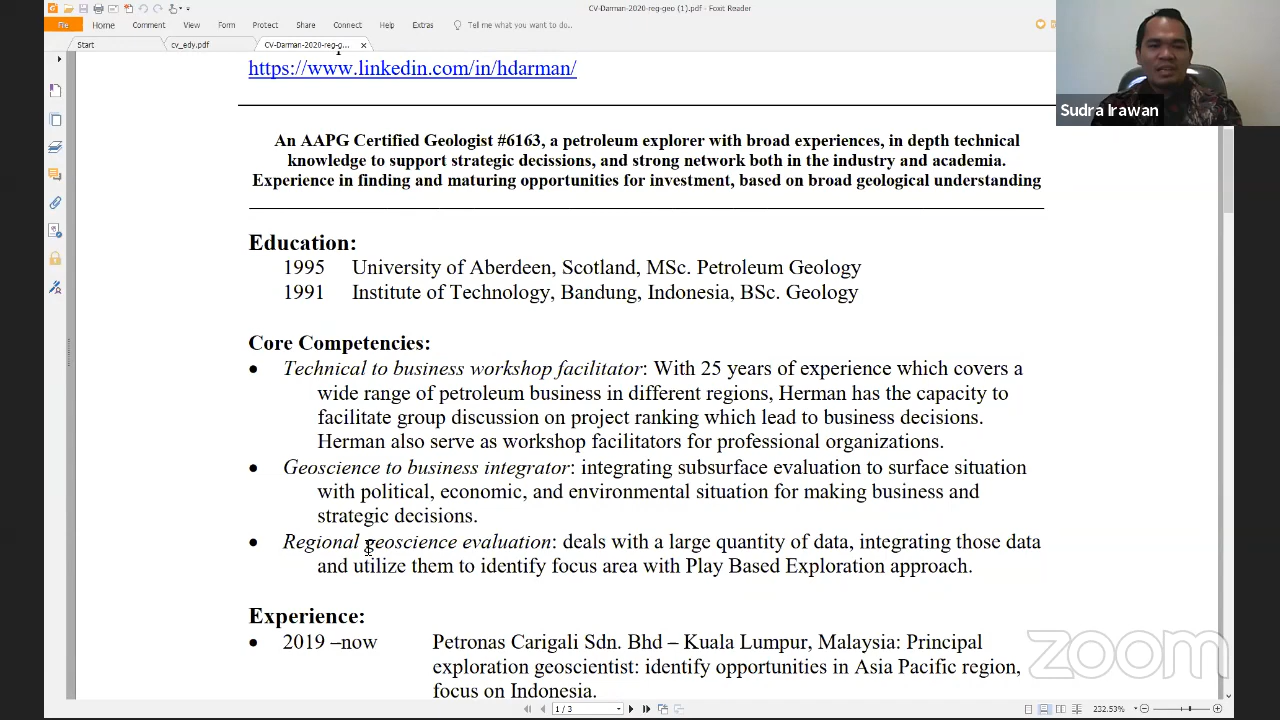 CV-Darman-2020-reg-geo (1).pdf - Foxit Reader
File Home Comment View Form Protect Share Connect Help Extras Tell me what you want to do...
Start cv_edy.pdf CV-Darman-2020-reg-g...
https://www.linkedin.com/in/hdarman/
Sudra Irawan
An AAPG Certified Geologist #6163, a petroleum explorer with broad experiences, in depth technical
knowledge to support strategic decissions, and strong network both in the industry and academia.
Experience in finding and maturing opportunities for investment, based on broad geological understanding
Education:
1995 University of Aberdeen, Scotland, MSc. Petroleum Geology
1991 Institute of Technology, Bandung, Indonesia, BSc. Geology
Core Competencies:
• Technical to business workshop facilitator: With 25 years of experience which covers a
wide range of petroleum business in different regions, Herman has the capacity to
facilitate group discussion on project ranking which lead to business decisions.
Herman also serve as workshop facilitators for professional organizations.
• Geoscience to business integrator: integrating subsurface evaluation to surface situation
with political, economic, and environmental situation for making business and
strategic decisions.
• Regional geoscience evaluation: deals with a large quantity of data, integrating those data
and utilize them to identify focus area with Play Based Exploration approach.
Experience:
• 2019 –now Petronas Carigali Sdn. Bhd – Kuala Lumpur, Malaysia: Principal
exploration geoscientist: identify opportunities in Asia Pacific region,
focus on Indonesia.
zoom
1 / 3
232.53%